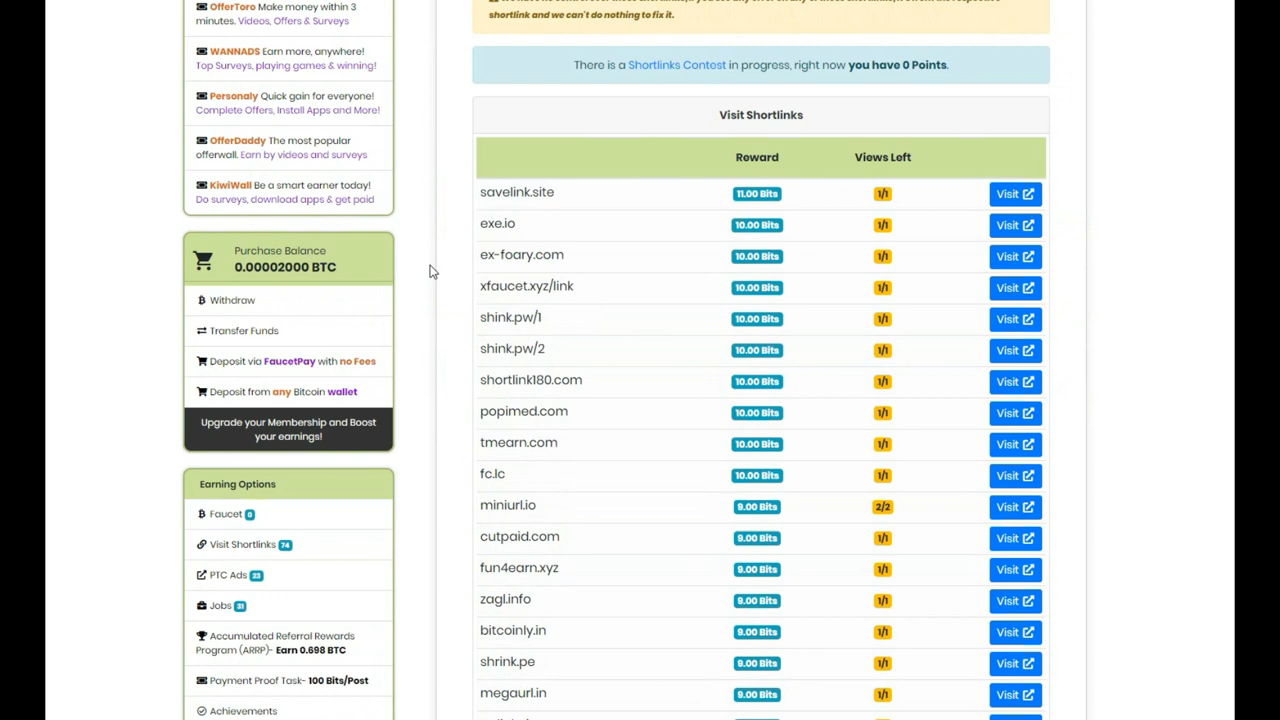 OfferToro Make money within 3
minutes. Videos, Offers & Surveys
WANNADS Earn more, anywhere!
Top Surveys, playing games & winning!
Personaly Quick gain for everyone!
Complete Offers, Install Apps and More!
OfferDaddy The most popular
offerwall. Earn by videos and surveys
KiwiWall Be a smart earner today!
Do surveys, download apps & get paid
Purchase Balance
0.00002000 BTC
Withdraw
Transfer Funds
Deposit via FaucetPay with no Fees
Deposit from any Bitcoin wallet
Upgrade your Membership and Boost
your earnings!
Earning Options
Faucet 0
Visit Shortlinks 74
PTC Ads 23
Jobs 31
Accumulated Referral Rewards
Program (ARRP)- Earn 0.698 BTC
Payment Proof Task- 100 Bits/Post
Achievements
shortlink and we can't do nothing to fix it.
There is a Shortlinks Contest in progress, right now you have 0 Points.
Visit Shortlinks
Reward Views Left
savelink.site 11.00 Bits 1/1 Visit
exe.io 10.00 Bits 1/1 Visit
ex-foary.com 10.00 Bits 1/1 Visit
xfaucet.xyz/link 10.00 Bits 1/1 Visit
shink.pw/1 10.00 Bits 1/1 Visit
shink.pw/2 10.00 Bits 1/1 Visit
shortlink180.com 10.00 Bits 1/1 Visit
popimed.com 10.00 Bits 1/1 Visit
tmearn.com 10.00 Bits 1/1 Visit
fc.lc 10.00 Bits 1/1 Visit
miniurl.io 9.00 Bits 2/2 Visit
cutpaid.com 9.00 Bits 1/1 Visit
fun4earn.xyz 9.00 Bits 1/1 Visit
zagl.info 9.00 Bits 1/1 Visit
bitcoinly.in 9.00 Bits 1/1 Visit
shrink.pe 9.00 Bits 1/1 Visit
megaurl.in 9.00 Bits 1/1 Visit